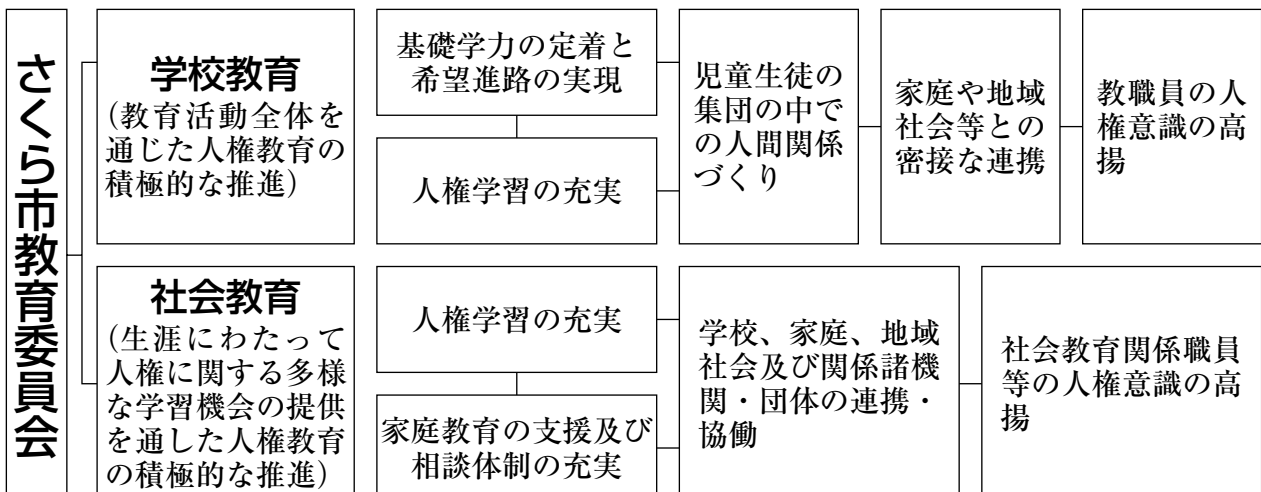 さくら市教育委員会
学校教育
(教育活動全体を
通じた人権教育の
積極的な推進)
基礎学力の定着と
希望進路の実現
人権学習の充実
児童生徒の
集団の中で
の人間関係
づくり
家庭や地域
社会等との
密接な連携
教職員の人
権意識の高
揚
社会教育
(生涯にわたって
人権に関する多様
な学習機会の提供
を通した人権教育
の積極的な推進)
人権学習の充実
家庭教育の支援及び
相談体制の充実
学校、家庭、地域
社会及び関係諸機
関・団体の連携・
協働
社会教育関係職員
等の人権意識の高
揚